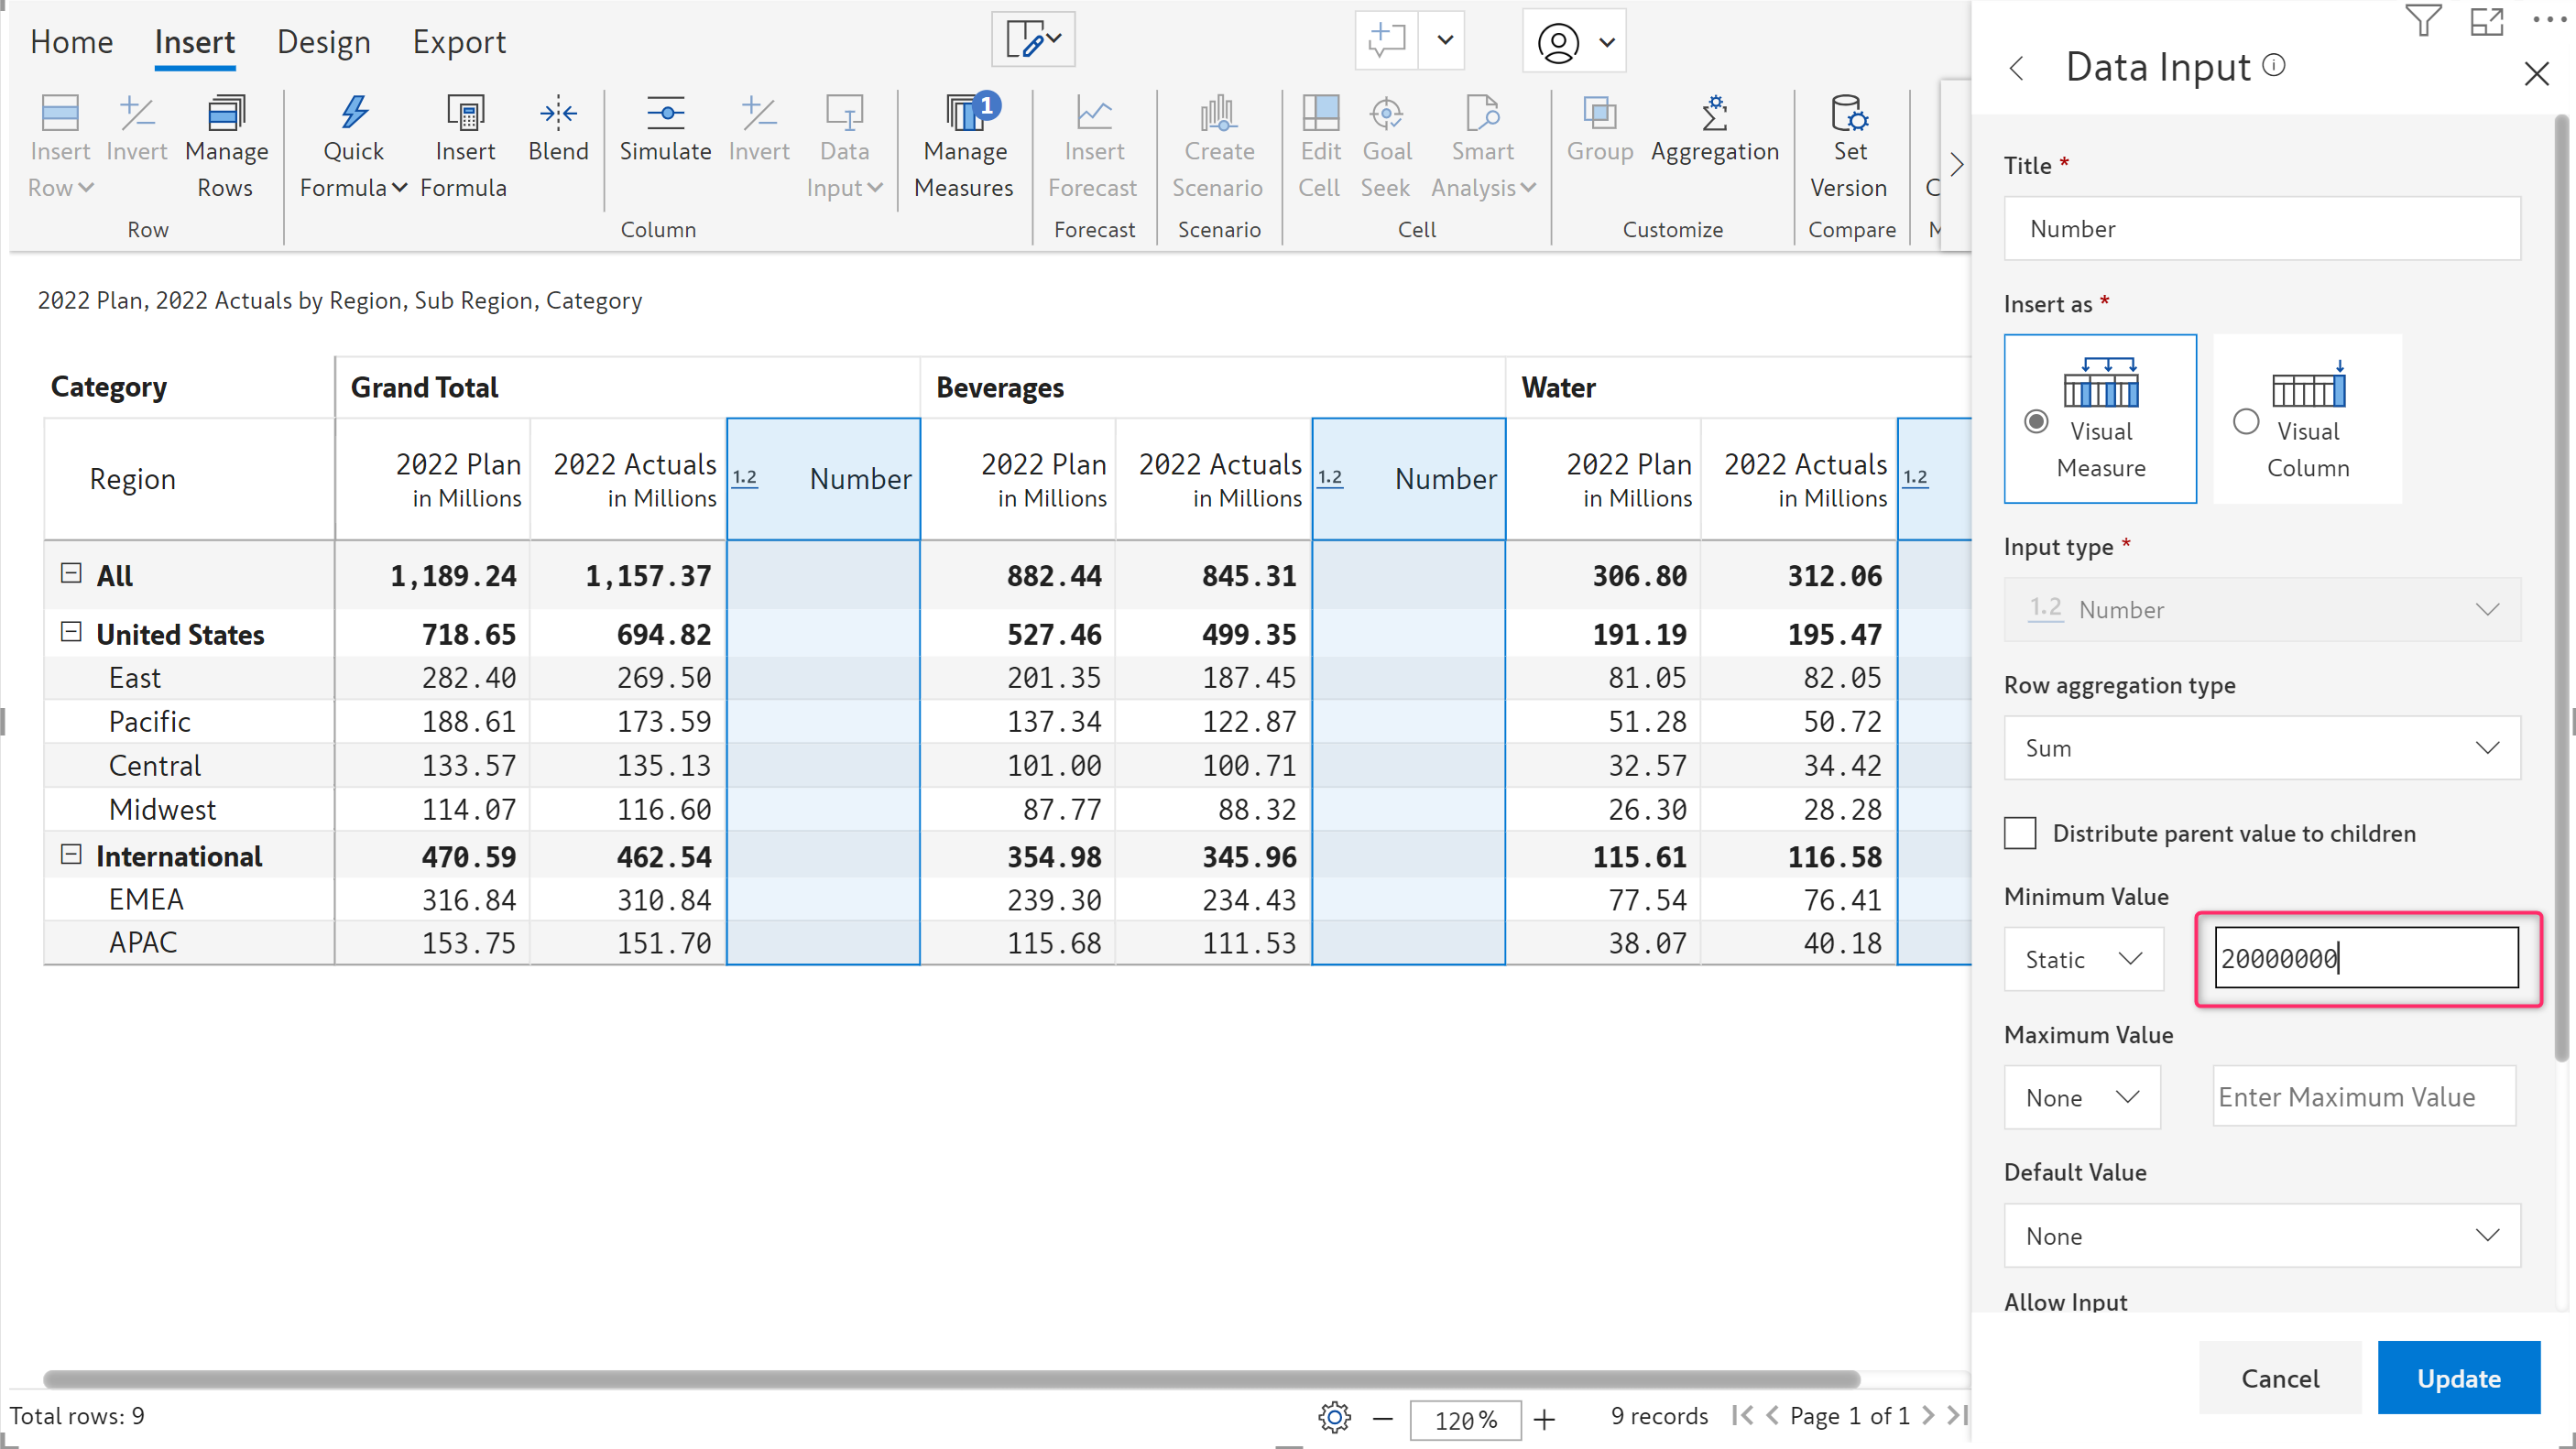 Home Insert Design Export
1
Insert Invert Manage Quick Insert Blend Simulate Invert Data Manage Insert Create Edit Goal Smart Group Aggregation Set
Row Rows Formula Formula Input Measures Forecast Scenario Cell Seek Analysis Version C
Row Column Forecast Scenario Cell Customize Compare M
2022 Plan, 2022 Actuals by Region, Sub Region, Category
Category Grand Total Beverages Water
Region 2022 Plan in Millions 2022 Actuals in Millions 1.2 Number 2022 Plan in Millions 2022 Actuals in Millions 1.2 Number 2022 Plan in Millions 2022 Actuals in Millions 1.2
All 1,189.24 1,157.37 882.44 845.31 306.80 312.06
United States 718.65 694.82 527.46 499.35 191.19 195.47
East 282.40 269.50 201.35 187.45 81.05 82.05
Pacific 188.61 173.59 137.34 122.87 51.28 50.72
Central 133.57 135.13 101.00 100.71 32.57 34.42
Midwest 114.07 116.60 87.77 88.32 26.30 28.28
International 470.59 462.54 354.98 345.96 115.61 116.58
EMEA 316.84 310.84 239.30 234.43 77.54 76.41
APAC 153.75 151.70 115.68 111.53 38.07 40.18
Total rows: 9
120%
9 records
Page 1 of 1
Data Input
Title *
Number
Insert as *
Visual Measure
Visual Column
Input type *
1.2 Number
Row aggregation type
Sum
Distribute parent value to children
Minimum Value
Static 20000000
Maximum Value
None Enter Maximum Value
Default Value
None
Allow Input
Cancel Update